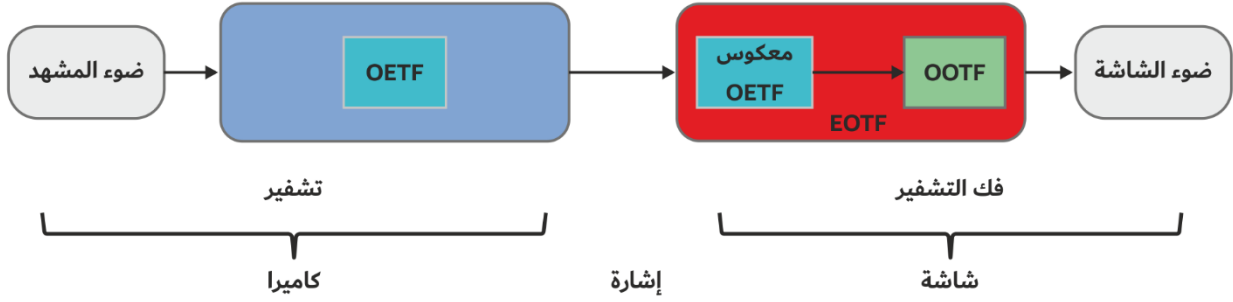 ضوء المشهد
OETF
معكوس
OETF
OOTF
EOTF
ضوء الشاشة
تشفير
فك التشفير
كاميرا
إشارة
شاشة